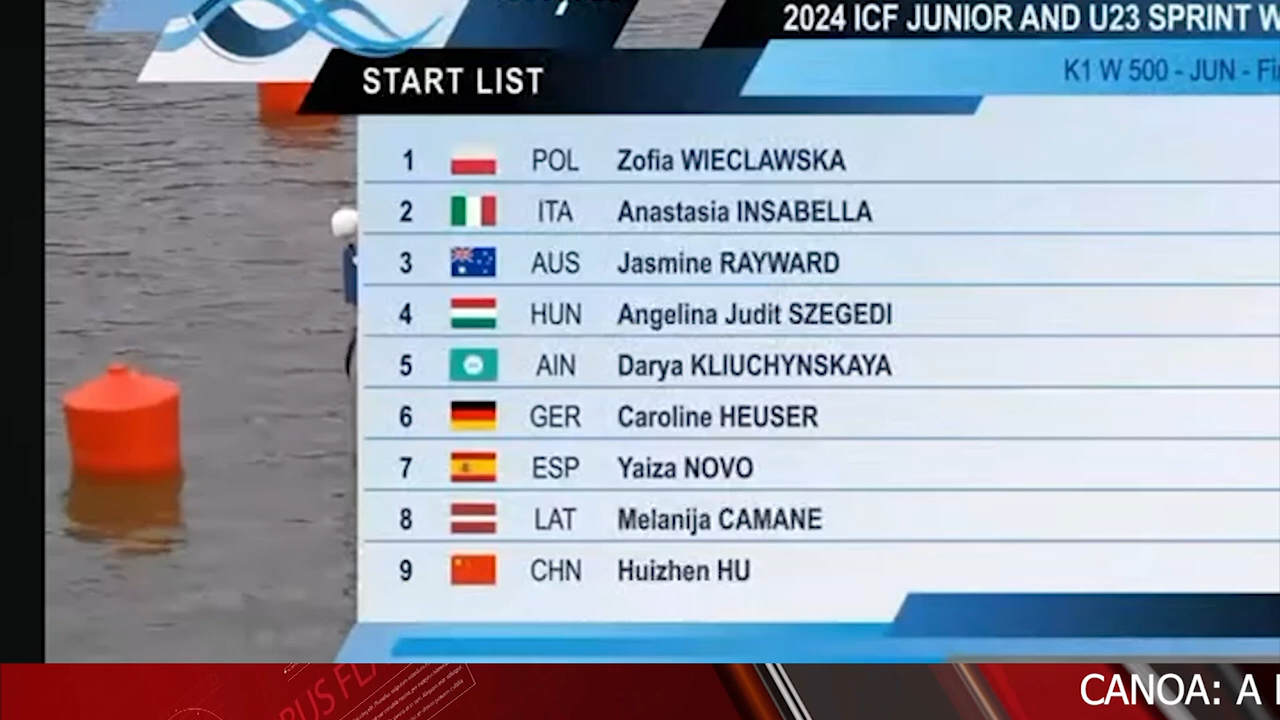 2024 ICF JUNIOR AND U23 SPRINT W
START LIST
K1 W 500 - JUN - Fi
1 POL Zofia WIECLAWSKA
2 ITA Anastasia INSABELLA
3 AUS Jasmine RAYWARD
4 HUN Angelina Judit SZEGEDI
5 AIN Darya KLIUCHYNSKAYA
6 GER Caroline HEUSER
7 ESP Yaiza NOVO
8 LAT Melanija CAMANE
9 CHN Huizhen HU
CANOA: A